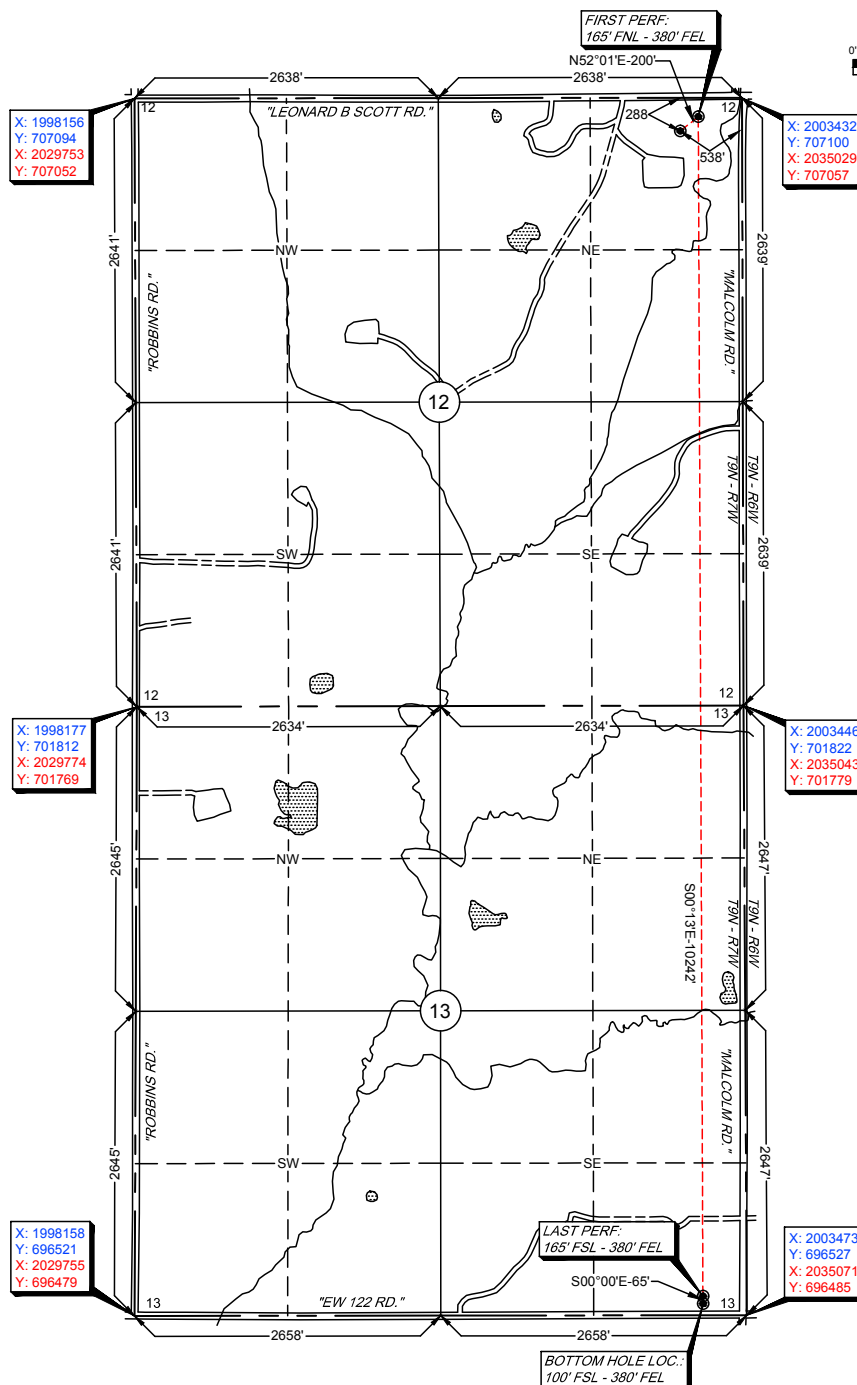 FIRST PERF:
165' FNL - 380' FEL
0'
N52°01'E-200'
2638'
2638'
12
"LEONARD B SCOTT RD."
12
288
538'
X: 1998156
Y: 707094
X: 2029753
Y: 707052
X: 2003432
Y: 707100
X: 2035029
Y: 707057
2641'
"ROBBINS RD."
NW
NE
"MALCOLM RD."
2639'
12
T9N - R7W
T9N - R6W
2641'
SW
SE
2639'
12
13
12
13
2634'
2634'
X: 1998177
Y: 701812
X: 2029774
Y: 701769
X: 2003446
Y: 701822
X: 2035043
Y: 701779
2645'
NW
NE
2647'
S00°13'E-10242'
T9N - R7W
T9N - R6W
13
"ROBBINS RD."
"MALCOLM RD."
2645'
SW
SE
2647'
X: 1998158
Y: 696521
X: 2029755
Y: 696479
LAST PERF:
165' FSL - 380' FEL
S00°00'E-65'
X: 2003473
Y: 696527
X: 2035071
Y: 696485
13
"EW 122 RD."
13
2658'
2658'
BOTTOM HOLE LOC.:
100' FSL - 380' FEL